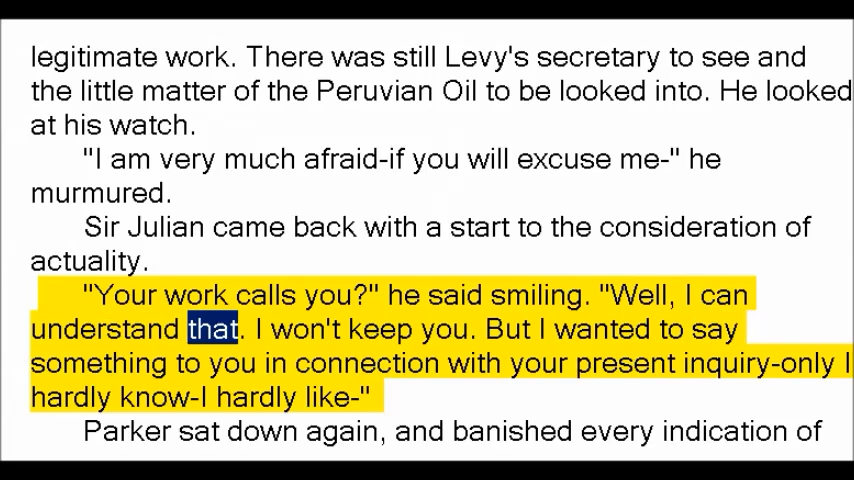 legitimate work. There was still Levy's secretary to see and
the little matter of the Peruvian Oil to be looked into. He looked
at his watch.
"I am very much afraid-if you will excuse me-" he
murmured.
Sir Julian came back with a start to the consideration of
actuality.
"Your work calls you?" he said smiling. "Well, I can
understand that. I won't keep you. But I wanted to say
something to you in connection with your present inquiry-only I
hardly know-I hardly like-"
Parker sat down again, and banished every indication of